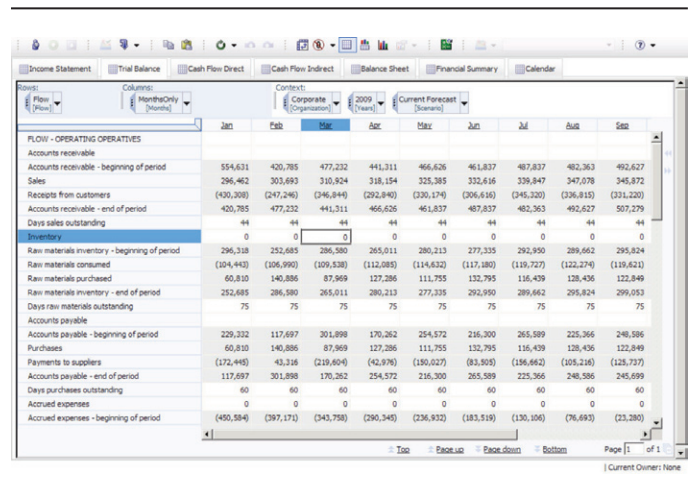 Income Statement Trial Balance Cash Flow Direct Cash Flow Indirect Balance Sheet Financial Summary Calendar
Rows: Columns: Context:
Flow MonthsOnly Corporate 2009 Current Forecast
[Flow] [Months] [Organization] [Years] [Scenario]
Jan Feb Mar Apr May Jun Jul Aug Sep
FLOW - OPERATING OPERATIVES
Accounts receivable
Accounts receivable - beginning of period 554,631 420,785 477,232 441,311 466,626 461,837 487,837 482,363 492,627
Sales 296,462 303,693 310,924 318,154 325,385 332,616 339,847 347,078 345,872
Receipts from customers (430,308) (247,246) (346,844) (292,840) (330,174) (306,616) (345,320) (336,815) (331,220)
Accounts receivable - end of period 420,785 477,232 441,311 466,626 461,837 487,837 482,363 492,627 507,279
Days sales outstanding 44 44 44 44 44 44 44 44 44
Inventory 0 0 0 0 0 0 0 0 0
Raw materials inventory - beginning of period 296,318 252,685 286,580 265,011 280,213 277,335 292,950 289,662 295,824
Raw materials consumed (104,443) (106,990) (109,538) (112,085) (114,632) (117,180) (119,727) (122,274) (119,621)
Raw materials purchased 60,810 140,886 87,969 127,286 111,755 132,795 116,439 128,436 122,849
Raw materials inventory - end of period 252,685 286,580 265,011 280,213 277,335 292,950 289,662 295,824 299,053
Days raw materials outstanding 75 75 75 75 75 75 75 75 75
Accounts payable
Accounts payable - beginning of period 229,332 117,697 301,898 170,262 254,572 216,300 265,589 225,366 248,586
Purchases 60,810 140,886 87,969 127,286 111,755 132,795 116,439 128,436 122,849
Payments to suppliers (172,445) 43,316 (219,604) (42,976) (150,027) (83,505) (156,662) (105,216) (125,737)
Accounts payable - end of period 117,697 301,898 170,262 254,572 216,300 265,589 225,366 248,586 245,699
Days purchases outstanding 60 60 60 60 60 60 60 60 60
Accrued expenses 0 0 0 0 0 0 0 0 0
Accrued expenses - beginning of period (450,584) (397,171) (343,758) (290,345) (236,932) (183,519) (130,106) (76,693) (23,280)
Top Page up Page down Bottom Page 1 of 1
| Current Owner: None